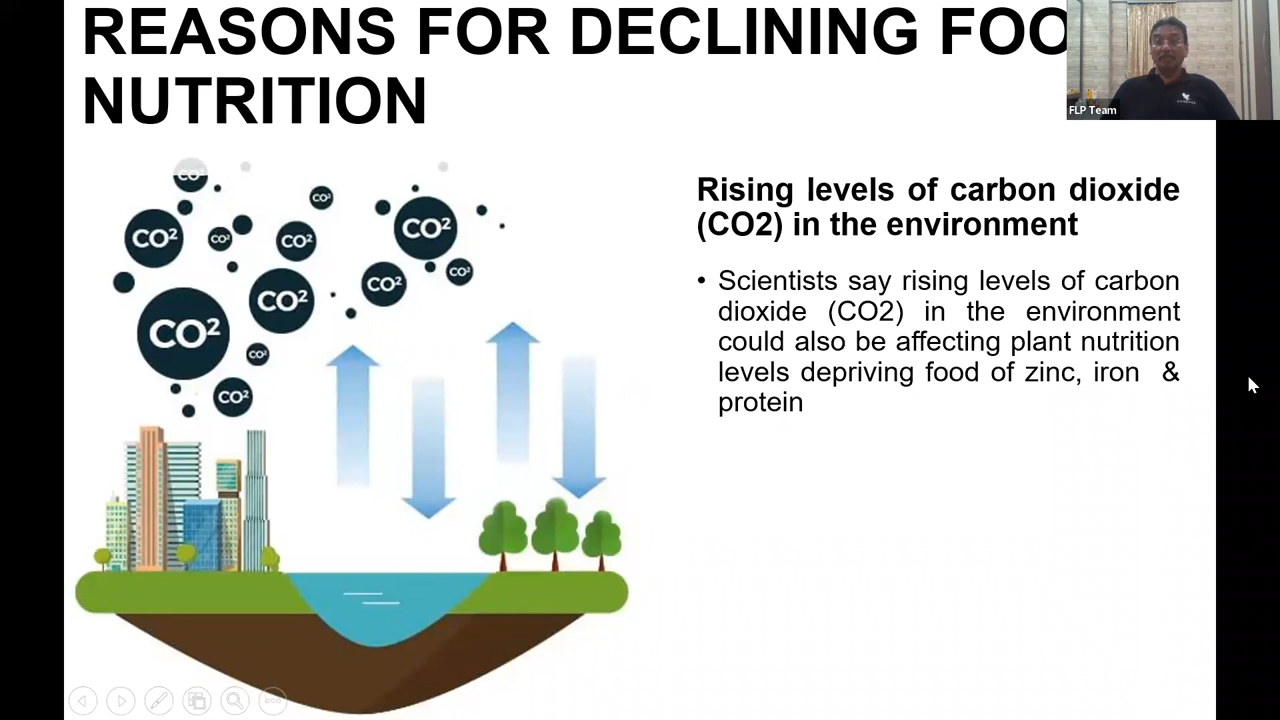 REASONS FOR DECLINING FOO
NUTRITION
FLP Team
CO²
CO²
CO²
CO²
CO²
CO²
CO²
CO²
CO²
CO²
CO²
CO²
Rising levels of carbon dioxide
(CO2) in the environment
• Scientists say rising levels of carbon
dioxide (CO2) in the environment
could also be affecting plant nutrition
levels depriving food of zinc, iron &
protein